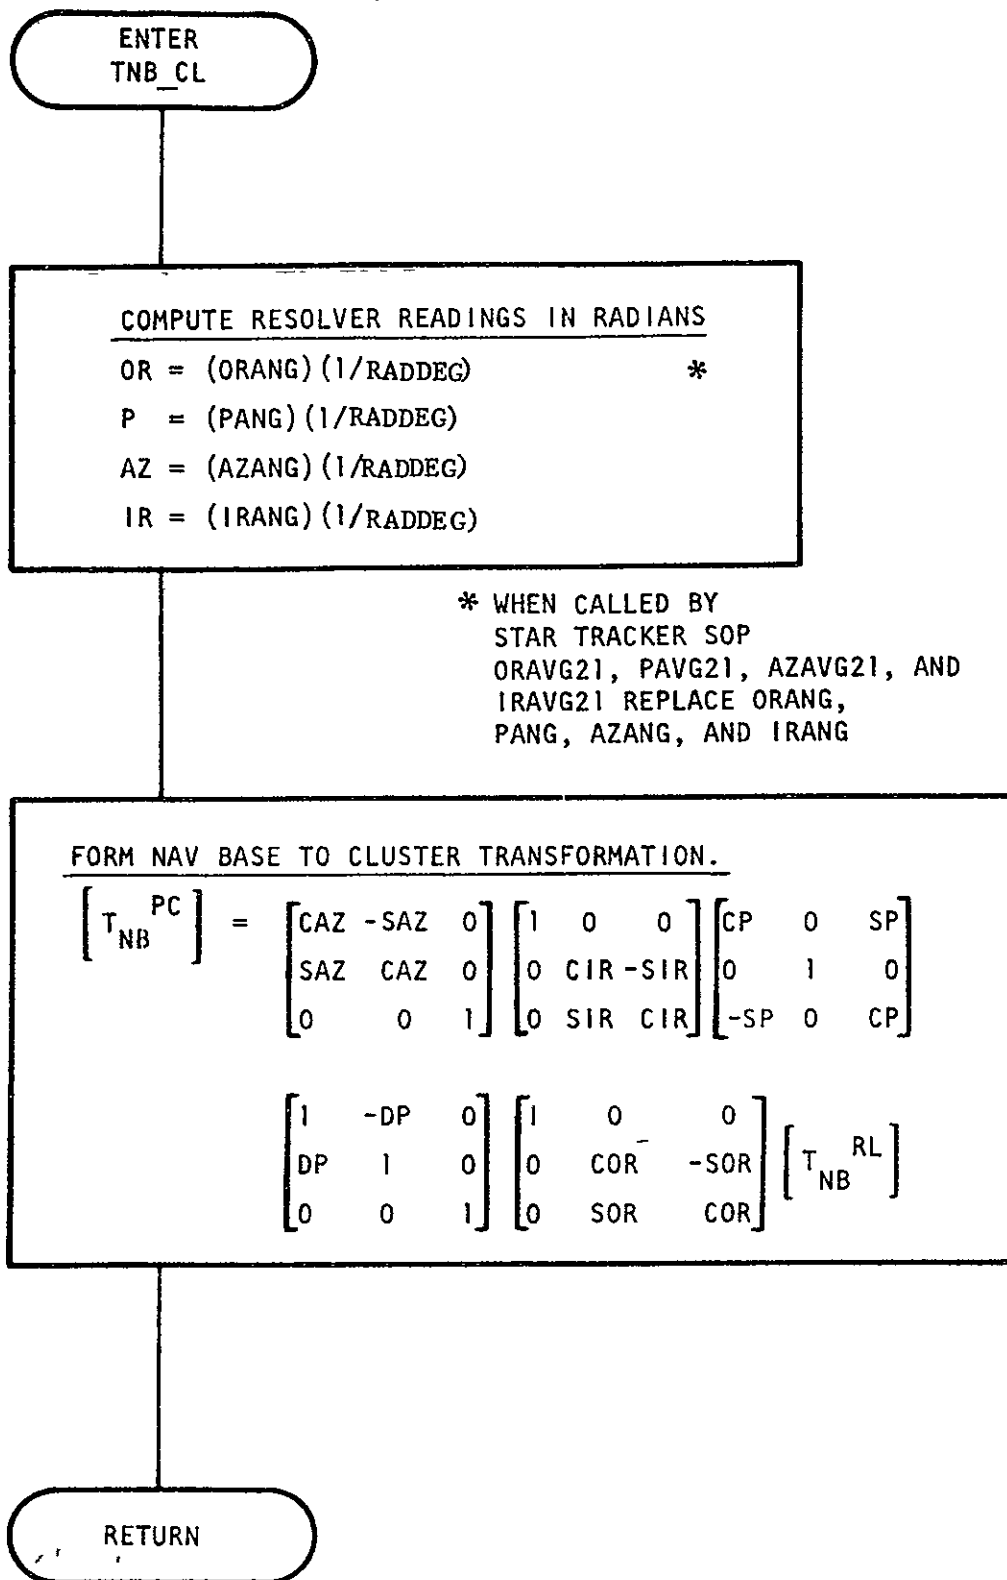 ENTER
TNB_CL
COMPUTE RESOLVER READINGS IN RADIANS
OR = (ORANG)(1/RADDEG) *
P = (PANG)(1/RADDEG)
AZ = (AZANG)(1/RADDEG)
IR = (IRANG)(1/RADDEG)
* WHEN CALLED BY
STAR TRACKER SOP
ORAVG21, PAVG21, AZAVG21, AND
IRAVG21 REPLACE ORANG,
PANG, AZANG, AND IRANG
FORM NAV BASE TO CLUSTER TRANSFORMATION.
[T_NB^PC] = [CAZ -SAZ 0] [1 0 0] [CP 0 SP]
[SAZ CAZ 0] [0 CIR -SIR] [0 1 0]
[0 0 1] [0 SIR CIR] [-SP 0 CP]
[1 -DP 0] [1 0 0]
[DP 1 0] [0 COR -SOR] [T_NB^RL]
[0 0 1] [0 SOR COR]
RETURN